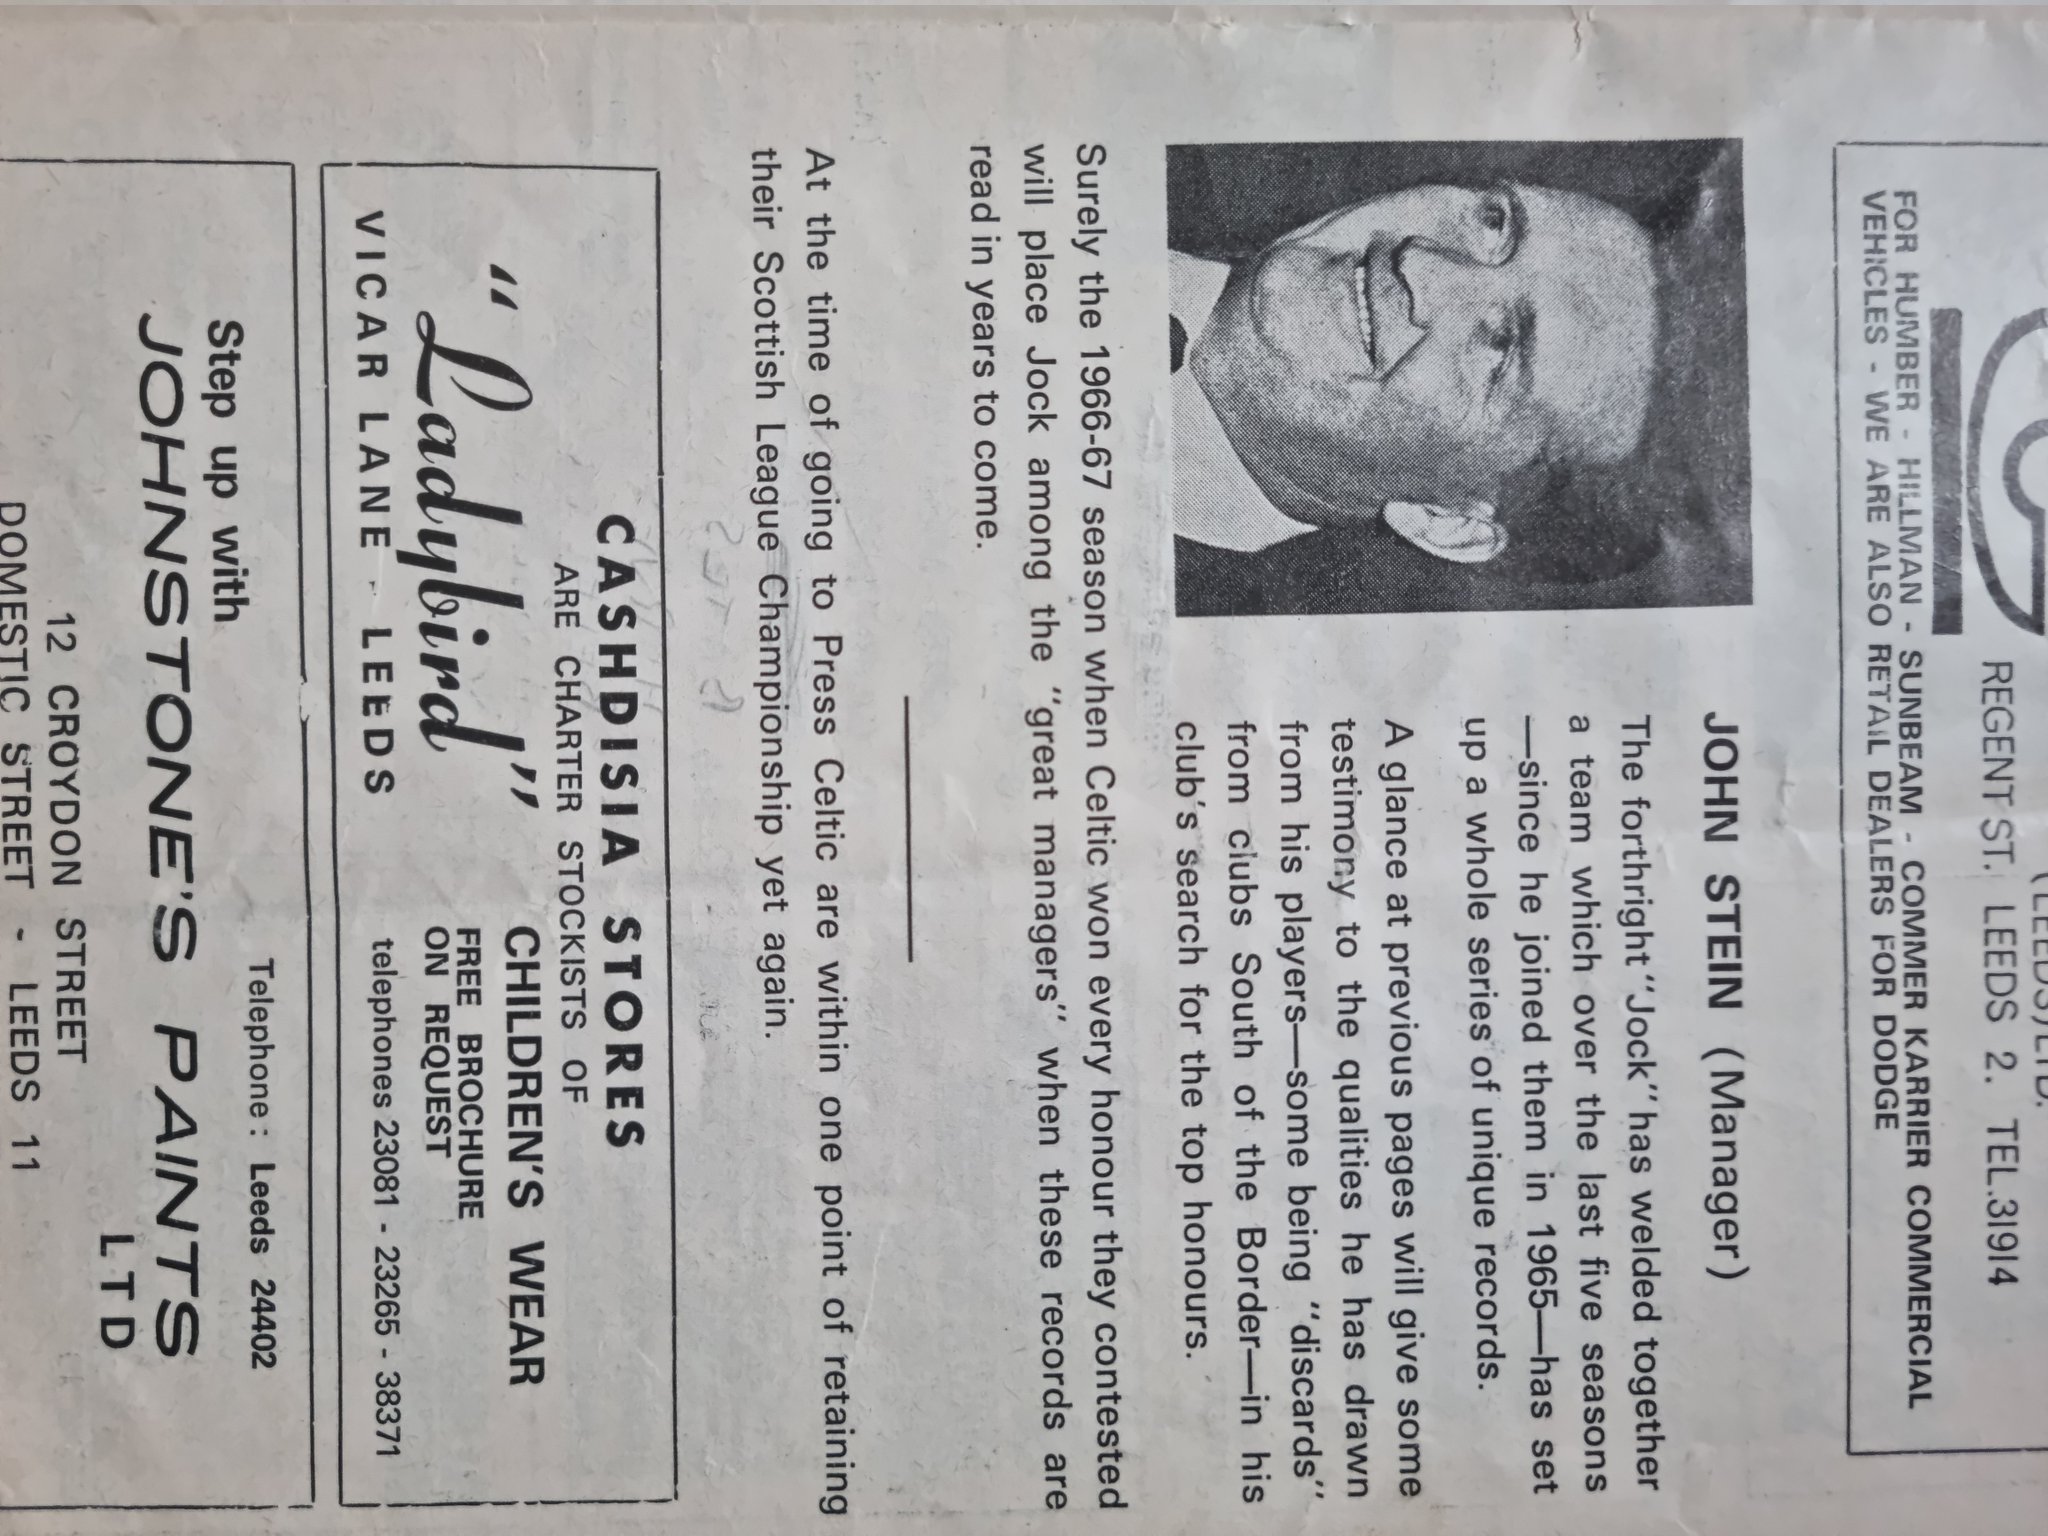 (LEEDS) LTD.
REGENT ST. LEEDS 2. TEL.31914
FOR HUMBER - HILLMAN - SUNBEAM - COMMER KARRIER COMMERCIAL
VEHICLES - WE ARE ALSO RETAIL DEALERS FOR DODGE
JOHN STEIN (Manager)
The forthright "Jock" has welded together
a team which over the last five seasons
—since he joined them in 1965—has set
up a whole series of unique records.
A glance at previous pages will give some
testimony to the qualities he has drawn
from his players—some being "discards"
from clubs South of the Border—in his
club's search for the top honours.
Surely the 1966-67 season when Celtic won every honour they contested
will place Jock among the "great managers" when these records are
read in years to come.
At the time of going to Press Celtic are within one point of retaining
their Scottish League Championship yet again.
CASHDISIA STORES
ARE CHARTER STOCKISTS OF
"Ladybird" CHILDREN'S WEAR
FREE BROCHURE
ON REQUEST
VICAR LANE - LEEDS telephones 23081 - 23265 - 38371
Telephone: Leeds 24402
Step up with
JOHNSTONE'S PAINTS
LTD
12 CROYDON STREET
DOMESTIC STREET - LEEDS 11